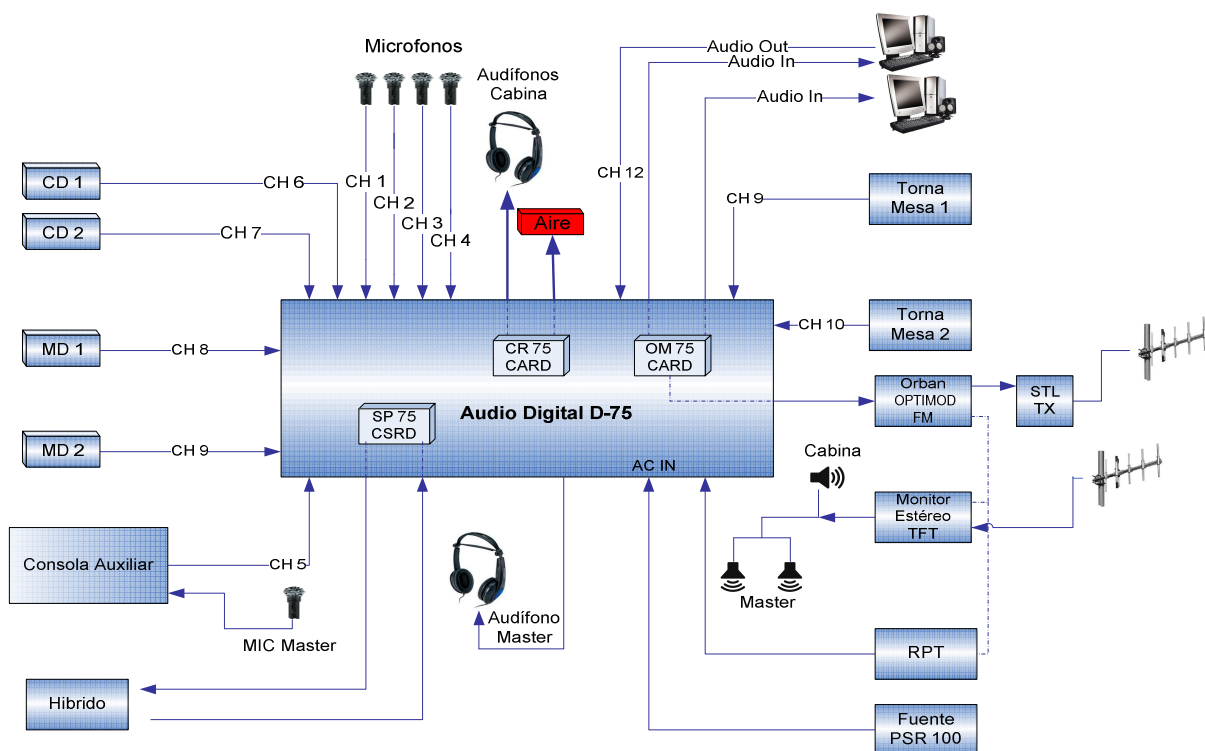 Microfonos
Audio Out
Audio In
Audio In
Audífonos
Cabina
CD 1
CH 6
CD 2
CH 7
CH 1
CH 2
CH 3
CH 4
Aire
CH 12
CH 9
Torna
Mesa 1
MD 1
CH 8
CR 75
CARD
OM 75
CARD
CH 10
Torna
Mesa 2
Orban
OPTIMOD
FM
STL
TX
SP 75
CSRD
Audio Digital D-75
MD 2
CH 9
AC IN
Cabina
Monitor
Estéreo
TFT
Consola Auxiliar
CH 5
MIC Master
Audífono
Master
Master
RPT
Hibrido
Fuente
PSR 100